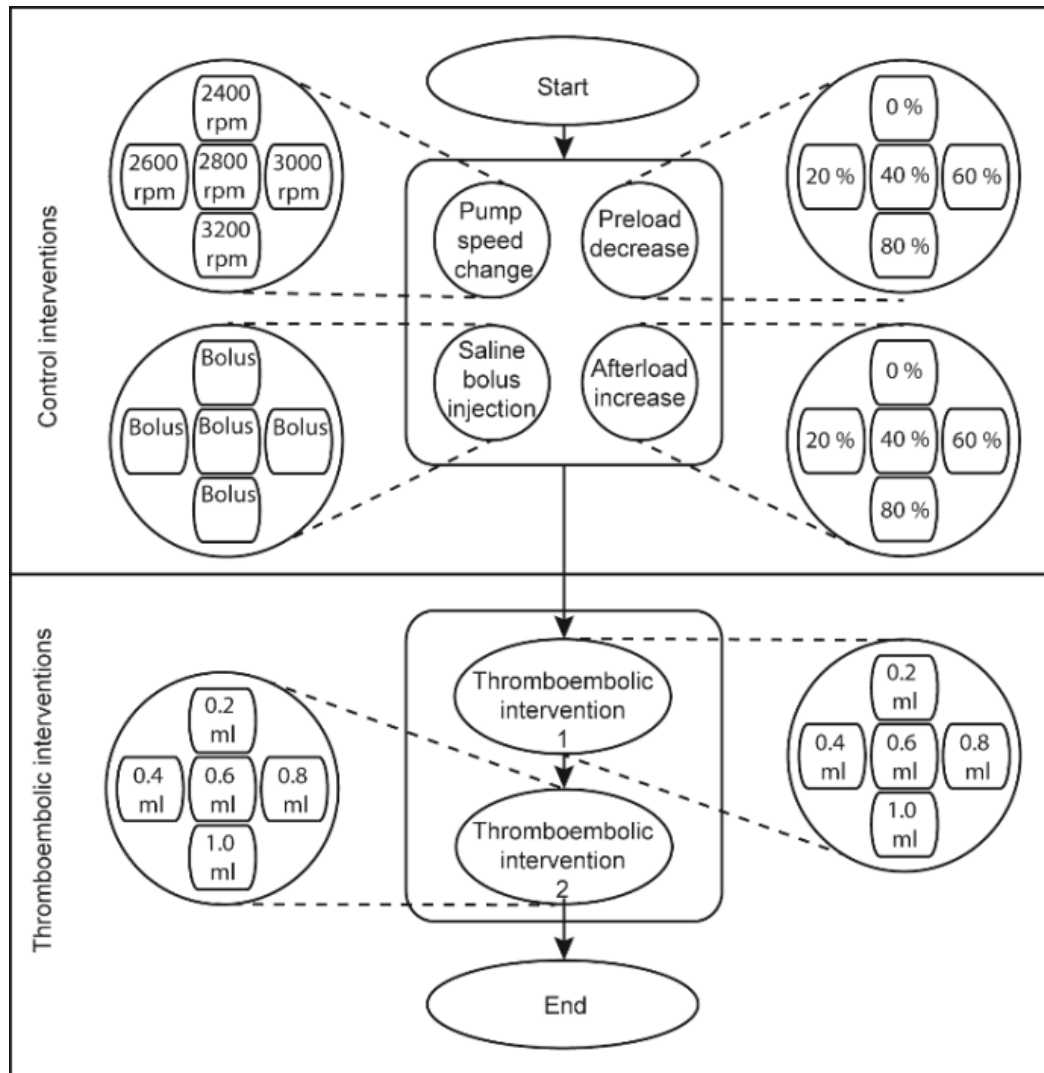 Control interventions
Start
2400
rpm
2600
rpm
2800
rpm
3000
rpm
3200
rpm
Pump
speed
change
Preload
decrease
0 %
20 %
40 %
60 %
80 %
Bolus
Bolus
Bolus
Bolus
Bolus
Saline
bolus
injection
Afterload
increase
0 %
20 %
40 %
60 %
80 %
Thromboembolic interventions
Thromboembolic
intervention
1
0.2
ml
0.4
ml
0.6
ml
0.8
ml
1.0
ml
0.2
ml
0.4
ml
0.6
ml
0.8
ml
1.0
ml
Thromboembolic
intervention
2
End